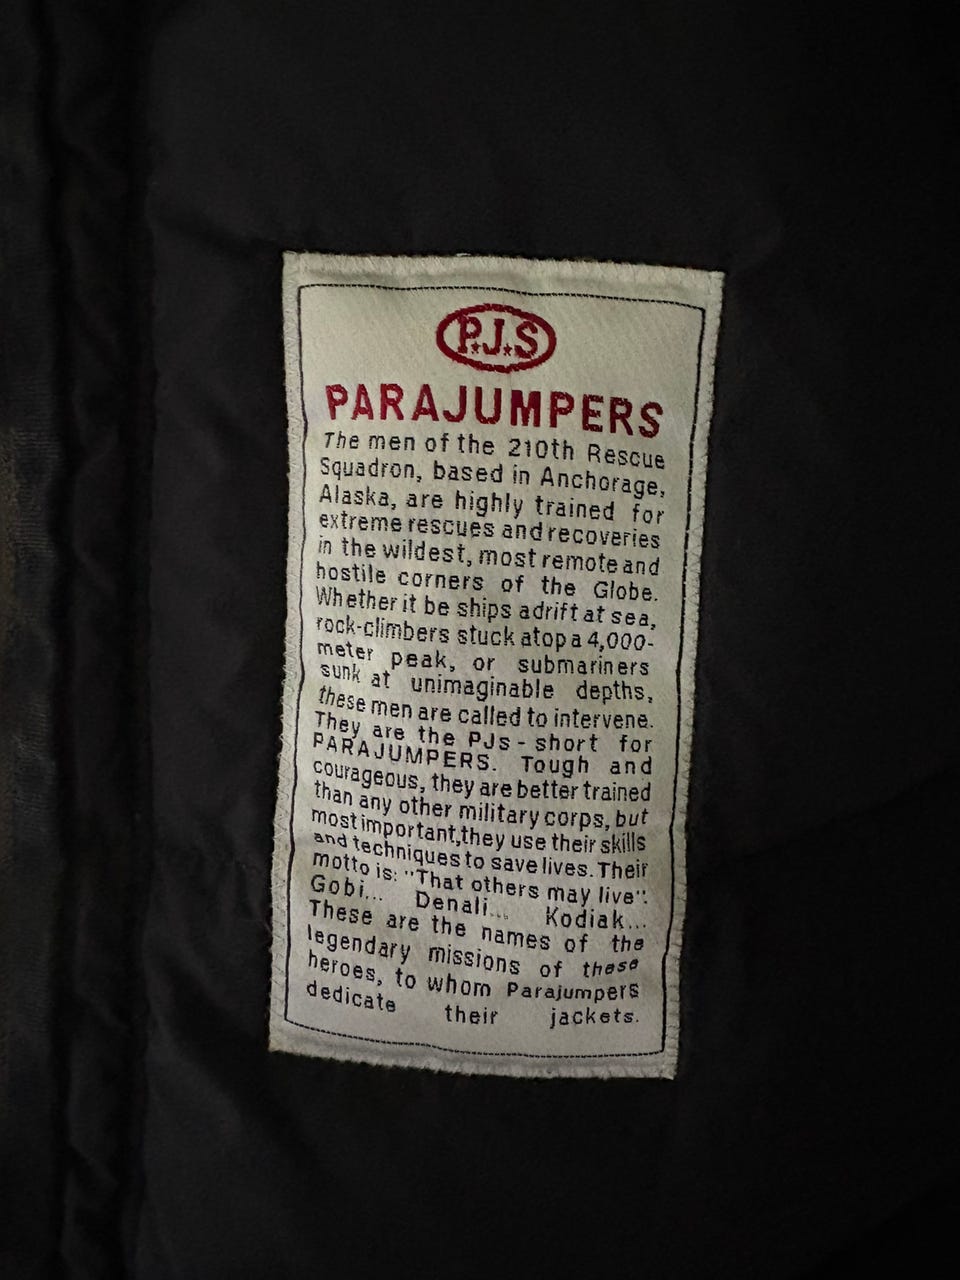 P.J.S
PARAJUMPERS
The men of the 210th Rescue
Squadron, based in Anchorage,
Alaska, are highly trained for
extreme rescues and recoveries
in the wildest, most remote and
hostile corners of the Globe.
Whether it be ships adrift at sea,
rock-climbers stuck atop a 4,000-
meter peak, or submariners
sunk at unimaginable depths,
these men are called to intervene.
They are the PJs - short for
PARAJUMPERS. Tough and
courageous, they are better trained
than any other military corps, but
most important,they use their skills
and techniques to save lives. Their
motto is: "That others may live".
Gobi... Denali... Kodiak...
These are the names of the
legendary missions of these
heroes, to whom Parajumpers
dedicate their jackets.